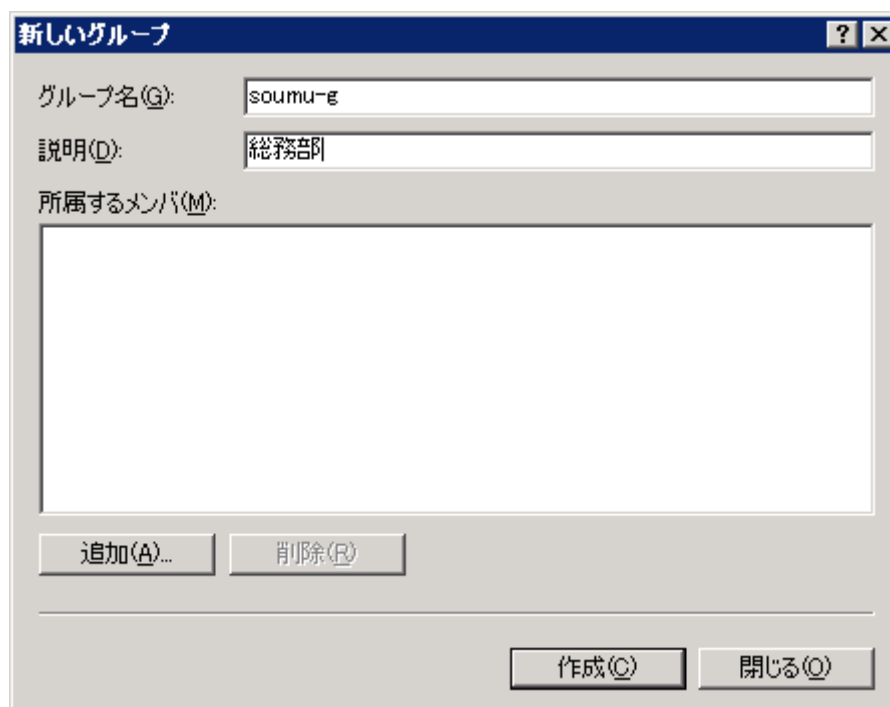 新しいグループ
グループ名(G): soumu-g
説明(D): 総務部
所属するメンバ(M):
追加(A)... 削除(R)
作成(C) 閉じる(O)